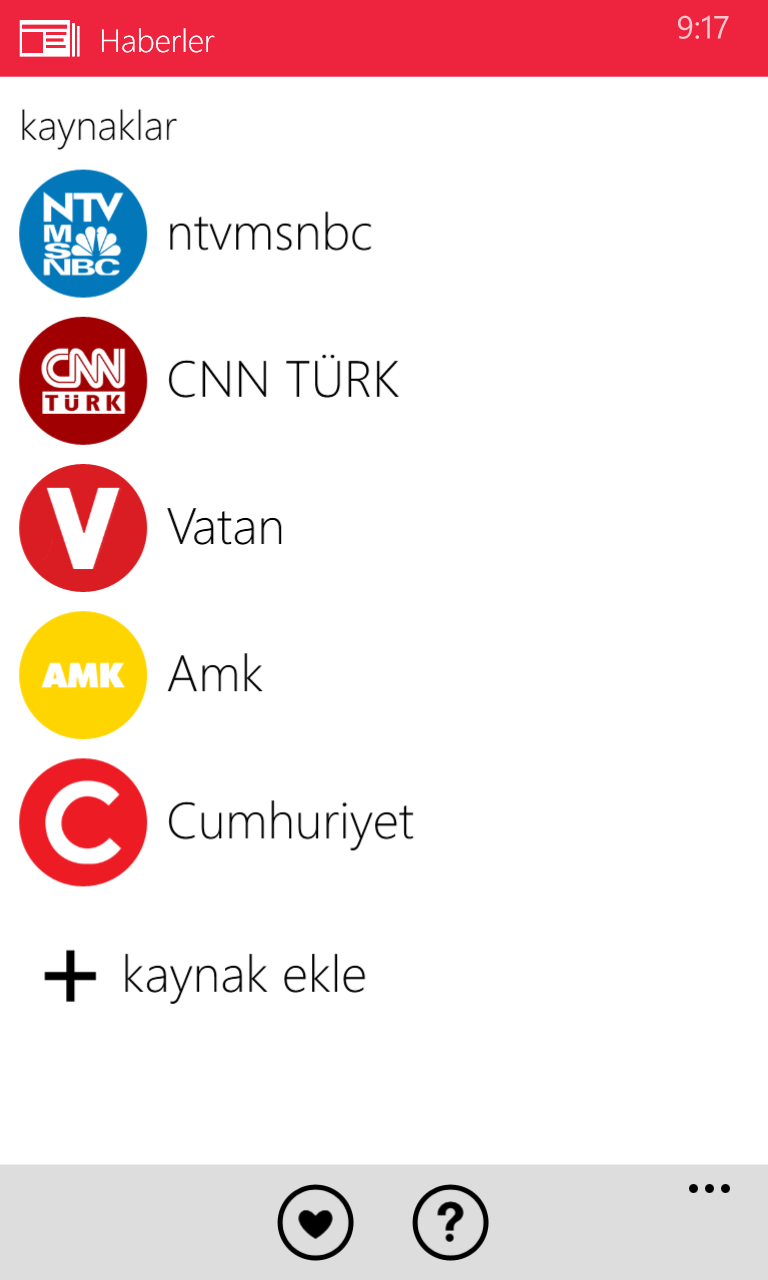 Haberler
9:17
kaynaklar
NTV
MS
NBC
ntvmsnbc
CNN
TÜRK
CNN TÜRK
V
Vatan
AMK
Amk
C
Cumhuriyet
kaynak ekle
?